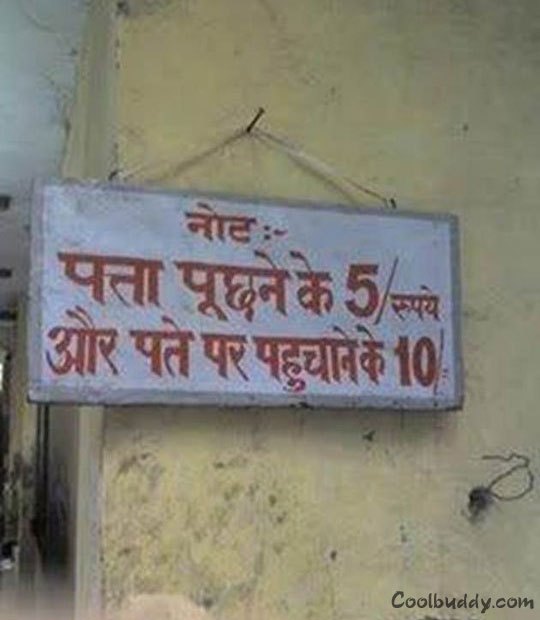 नोट :-
पत्ता पूछने के 5/ रुपये
और पते पर पहुचाने के 10/
Coolbuddy.com